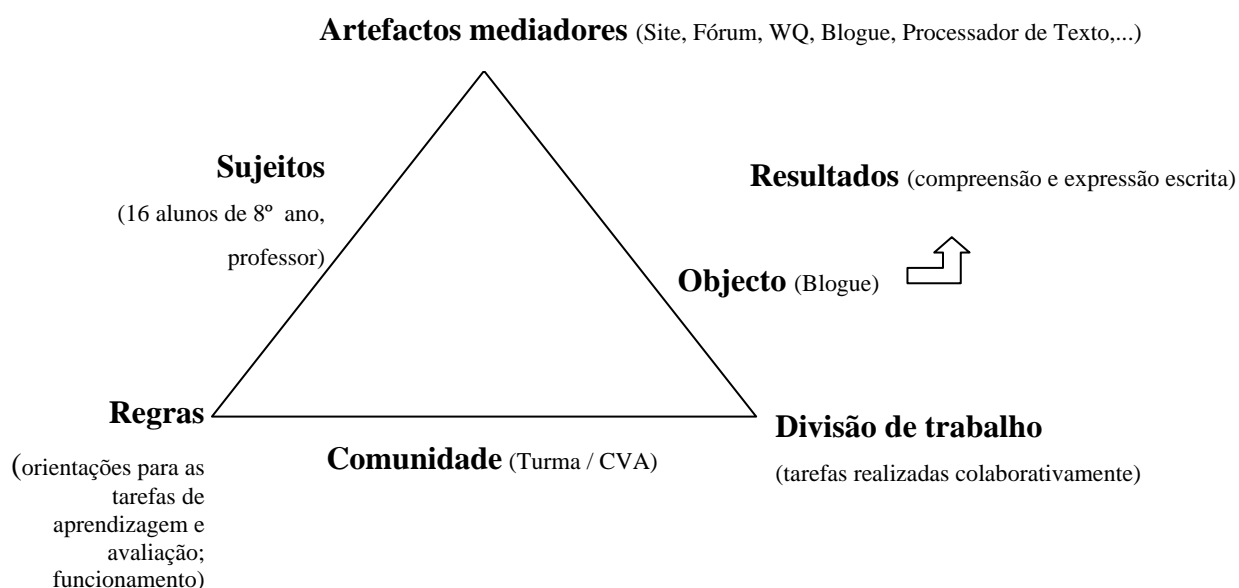 Artefactos mediadores (Site, Fórum, WQ, Blogue, Processador de Texto,...)
Sujeitos
(16 alunos de 8º ano,
professor)
Resultados (compreensão e expressão escrita)
Objecto (Blogue)
Regras
(orientações para as
tarefas de
aprendizagem e
avaliação;
funcionamento)
Comunidade (Turma / CVA)
Divisão de trabalho
(tarefas realizadas colaborativamente)